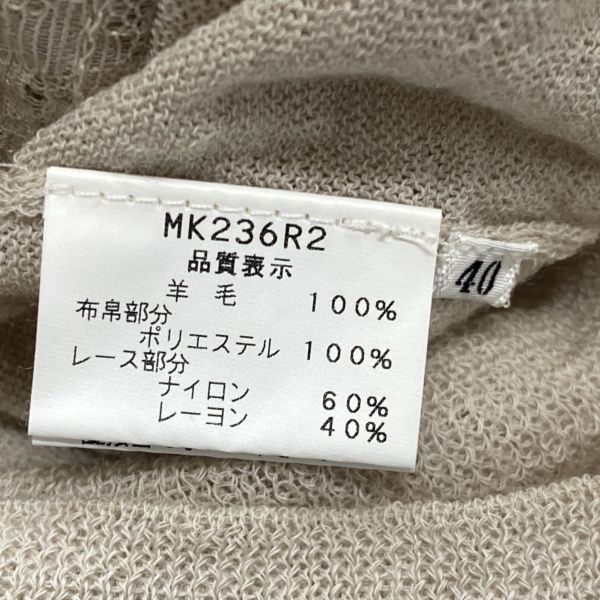 MK236R2
品質表示
羊 毛 100%
布帛部分
ポリエステル 100%
レース部分
ナイロン 60%
レーヨン 40%
40